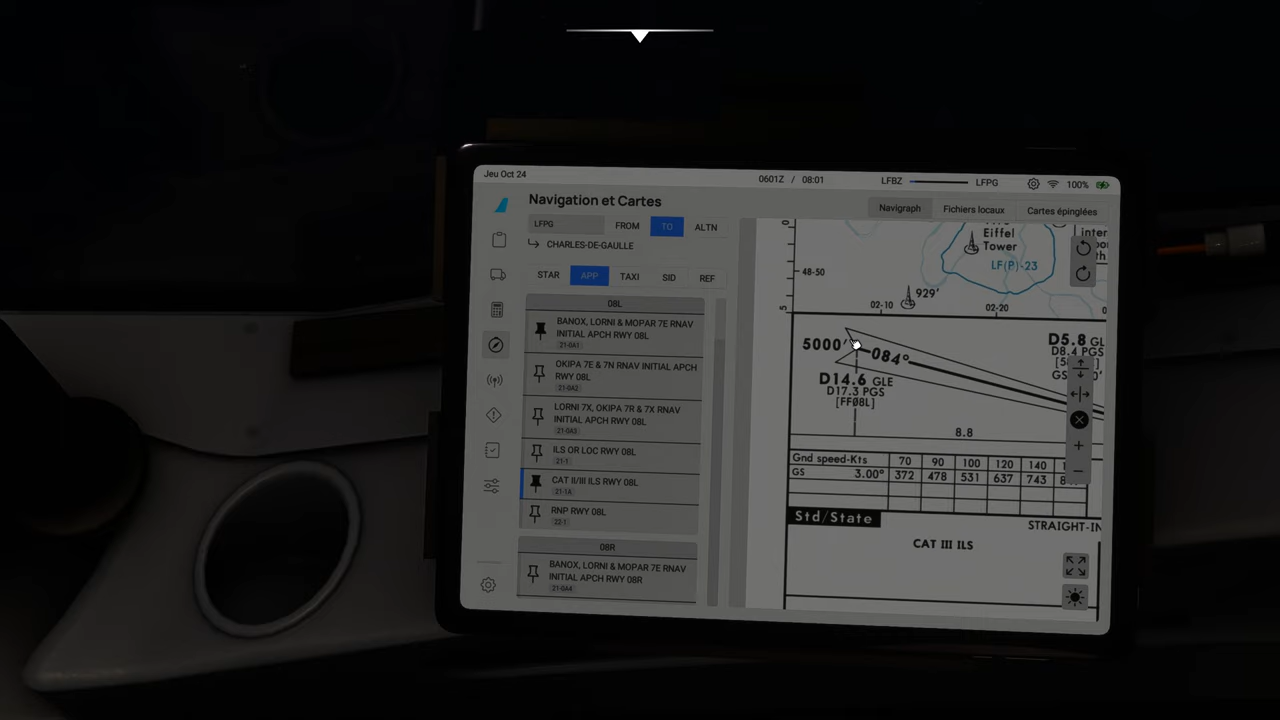 Jeu Oct 24
0601Z / 08:01
LFBZ
LFPG
100%
Navigation et Cartes
Navigraph
Fichiers locaux
Cartes épinglées
LFPG
FROM
TO
ALTN
CHARLES-DE-GAULLE
STAR
APP
TAXI
SID
REF
08L
BANOX, LORNI & MOPAR 7E RNAV
INITIAL APCH RWY 08L
21-0A1
OKIPA 7E & 7N RNAV INITIAL APCH
RWY 08L
21-0A2
LORNI 7X, OKIPA 7R & 7X RNAV
INITIAL APCH RWY 08L
21-0A3
ILS OR LOC RWY 08L
21-1
CAT II/III ILS RWY 08L
21-1A
RNP RWY 08L
22-1
08R
BANOX, LORNI & MOPAR 7E RNAV
INITIAL APCH RWY 08R
21-0A4
Eiffel
Tower
LF(P)-23
48-50
929'
02-10
02-20
5000'
084°
D14.6 GLE
D17.3 PGS
[FF08L]
D5.8 GL
D8.4 PGS
8.8
Gnd speed-Kts 70 90 100 120 140
GS 3.00° 372 478 531 637 743
Std/State
STRAIGHT-IN
CAT III ILS